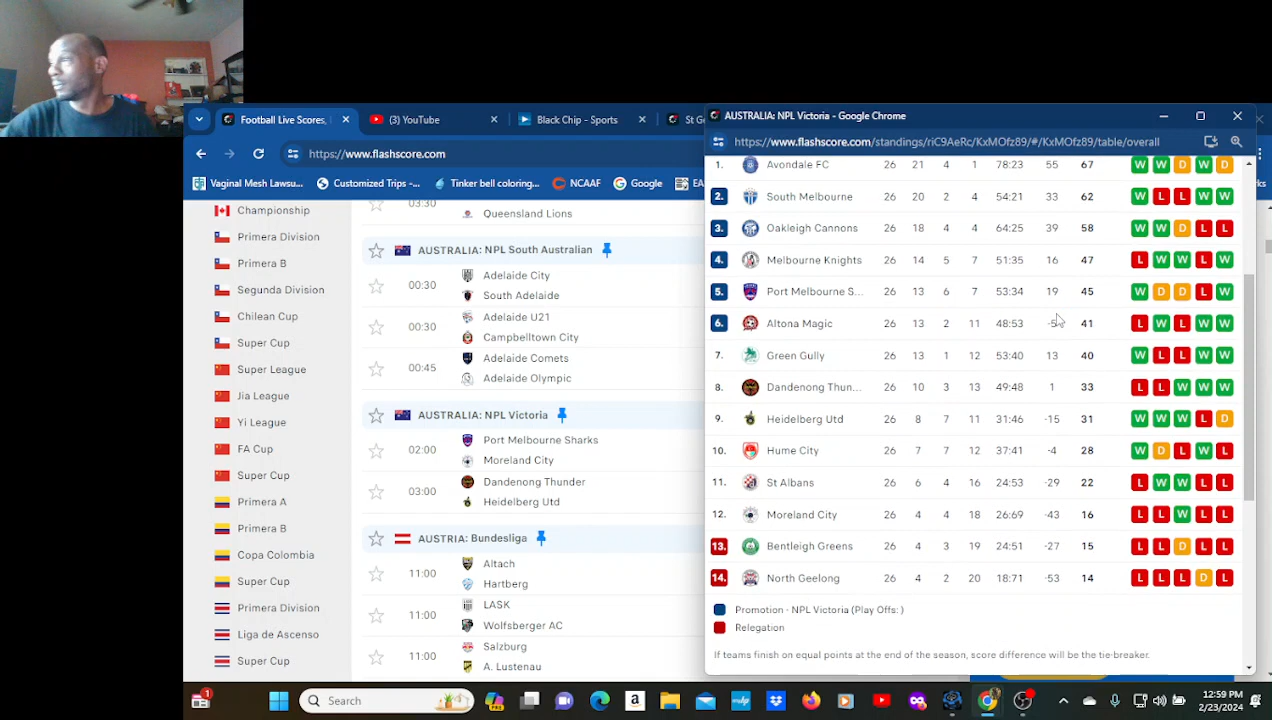 Football Live Scores,
(3) YouTube
Black Chip - Sports
St G
https://www.flashscore.com
Vaginal Mesh Lawsu...
Customized Trips -...
Tinker bell coloring...
NCAAF
Google
EA
Championship
Primera Division
Primera B
Segunda Division
Chilean Cup
Super Cup
Super League
Jia League
Yi League
FA Cup
Super Cup
Primera A
Primera B
Copa Colombia
Super Cup
Primera Division
Liga de Ascenso
Super Cup
03:30
Queensland Lions
AUSTRALIA: NPL South Australian
00:30 Adelaide City
South Adelaide
00:30 Adelaide U21
Campbelltown City
00:45 Adelaide Comets
Adelaide Olympic
AUSTRALIA: NPL Victoria
02:00 Port Melbourne Sharks
Moreland City
03:00 Dandenong Thunder
Heidelberg Utd
AUSTRIA: Bundesliga
11:00 Altach
Hartberg
11:00 LASK
Wolfsberger AC
11:00 Salzburg
A. Lustenau
AUSTRALIA: NPL Victoria - Google Chrome
https://www.flashscore.com/standings/riC9AeRc/KxMOfz89/#/KxMOfz89/table/overall
1. Avondale FC 26 21 4 1 78:23 55 67 W W D W D
2. South Melbourne 26 20 2 4 54:21 33 62 W L L W W
3. Oakleigh Cannons 26 18 4 4 64:25 39 58 W W D L L
4. Melbourne Knights 26 14 5 7 51:35 16 47 L W W L W
5. Port Melbourne S... 26 13 6 7 53:34 19 45 W D D L W
6. Altona Magic 26 13 2 11 48:53 -5 41 L W L W W
7. Green Gully 26 13 1 12 53:40 13 40 W L L W W
8. Dandenong Thun... 26 10 3 13 49:48 1 33 L L W W W
9. Heidelberg Utd 26 8 7 11 31:46 -15 31 W W W L D
10. Hume City 26 7 7 12 37:41 -4 28 W D L W L
11. St Albans 26 6 4 16 24:53 -29 22 L W W L L
12. Moreland City 26 4 4 18 26:69 -43 16 L L W L L
13. Bentleigh Greens 26 4 3 19 24:51 -27 15 L L D L L
14. North Geelong 26 4 2 20 18:71 -53 14 L L L D L
Promotion - NPL Victoria (Play Offs: )
Relegation
If teams finish on equal points at the end of the season, score difference will be the tie-breaker.
1
Search
12:59 PM
2/23/2024